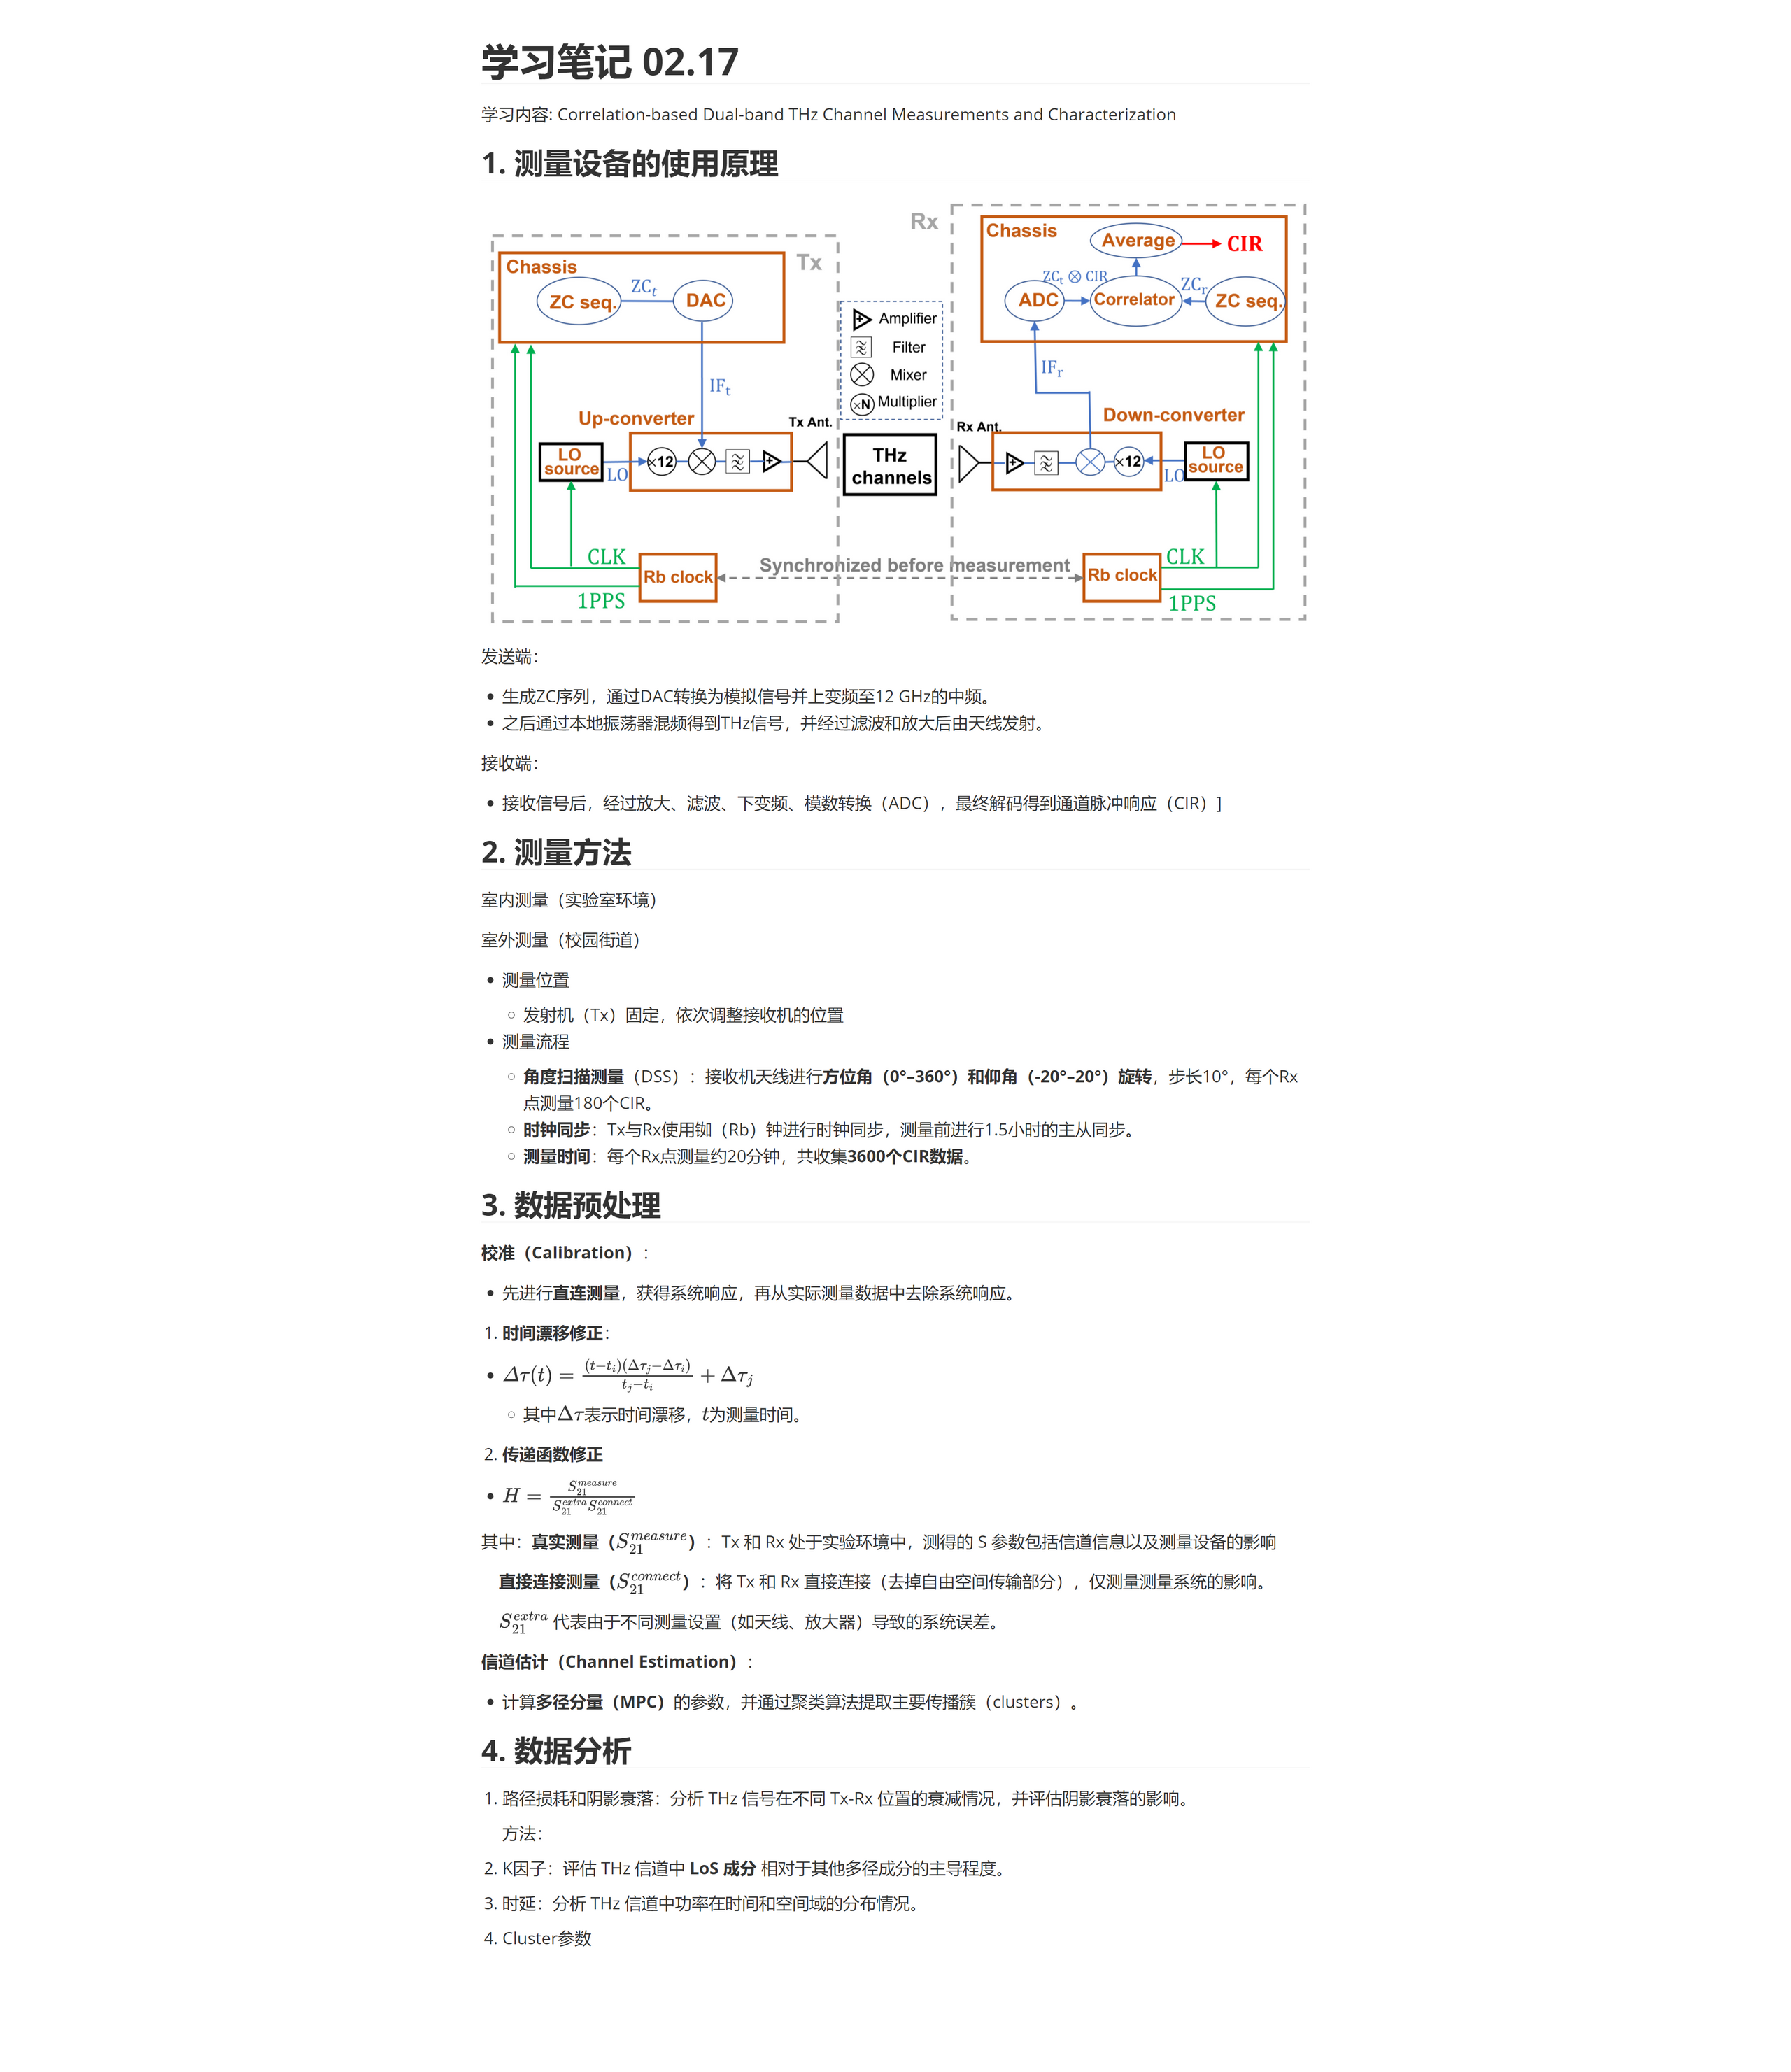 学习笔记 02.17
学习内容: Correlation-based Dual-band THz Channel Measurements and Characterization
1. 测量设备的使用原理
Tx
Chassis
ZC seq.
ZCt
DAC
IFt
Up-converter
Tx Ant.
LO source
LO
×12
CLK
1PPS
Rb clock
Amplifier
Filter
Mixer
×N Multiplier
THz channels
Synchronized before measurement
Rx
Chassis
Average
CIR
ZCt ⊗ CIR
ADC
Correlator
ZCr
ZC seq.
IFr
Down-converter
Rx Ant.
×12
LO
LO source
CLK
1PPS
Rb clock
发送端：
• 生成ZC序列，通过DAC转换为模拟信号并上变频至12 GHz的中频。
• 之后通过本地振荡器混频得到THz信号，并经过滤波和放大后由天线发射。
接收端：
• 接收信号后，经过放大、滤波、下变频、模数转换（ADC），最终解码得到通道脉冲响应（CIR）]
2. 测量方法
室内测量（实验室环境）
室外测量（校园街道）
• 测量位置
○ 发射机（Tx）固定，依次调整接收机的位置
• 测量流程
○ 角度扫描测量（DSS）：接收机天线进行方位角（0°–360°）和仰角（-20°–20°）旋转，步长10°，每个Rx
点测量180个CIR。
○ 时钟同步：Tx与Rx使用铷（Rb）钟进行时钟同步，测量前进行1.5小时的主从同步。
○ 测量时间：每个Rx点测量约20分钟，共收集3600个CIR数据。
3. 数据预处理
校准（Calibration）：
• 先进行直连测量，获得系统响应，再从实际测量数据中去除系统响应。
1. 时间漂移修正：
• Δτ(t) = (t−t_i)(Δτ_j−Δτ_i) / (t_j−t_i) + Δτ_j
○ 其中Δτ表示时间漂移，t为测量时间。
2. 传递函数修正
• H = S_21^measure / (S_21^extra S_21^connect)
其中：真实测量（S_21^measure）：Tx 和 Rx 处于实验环境中，测得的 S 参数包括信道信息以及测量设备的影响
直接连接测量（S_21^connect）：将 Tx 和 Rx 直接连接（去掉自由空间传输部分），仅测量测量系统的影响。
S_21^extra 代表由于不同测量设置（如天线、放大器）导致的系统误差。
信道估计（Channel Estimation）：
• 计算多径分量（MPC）的参数，并通过聚类算法提取主要传播簇（clusters）。
4. 数据分析
1. 路径损耗和阴影衰落：分析 THz 信号在不同 Tx-Rx 位置的衰减情况，并评估阴影衰落的影响。
方法：
2. K因子：评估 THz 信道中 LoS 成分 相对于其他多径成分的主导程度。
3. 时延：分析 THz 信道中功率在时间和空间域的分布情况。
4. Cluster参数